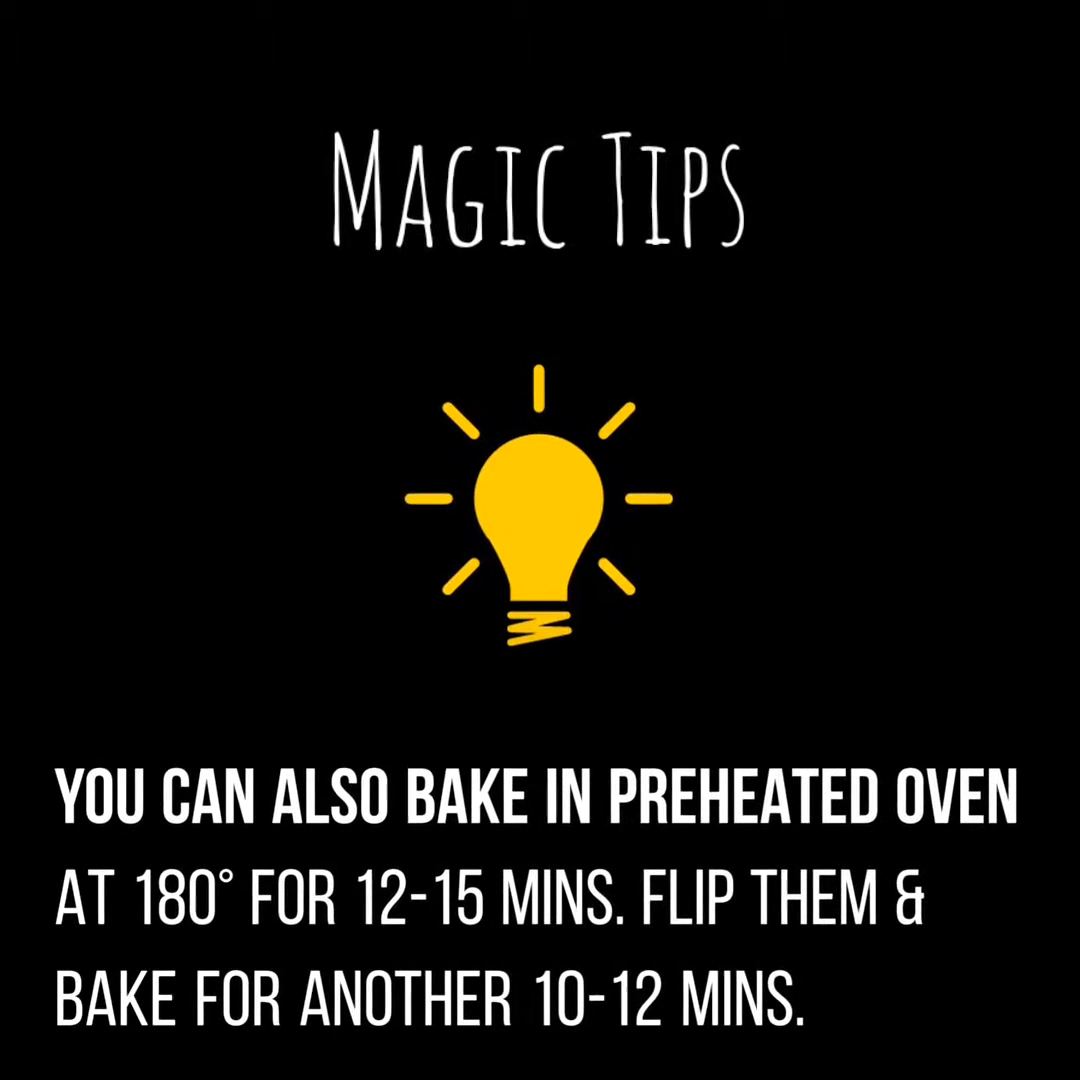 MAGIC TIPS
YOU CAN ALSO BAKE IN PREHEATED OVEN
AT 180° FOR 12-15 MINS. FLIP THEM &
BAKE FOR ANOTHER 10-12 MINS.